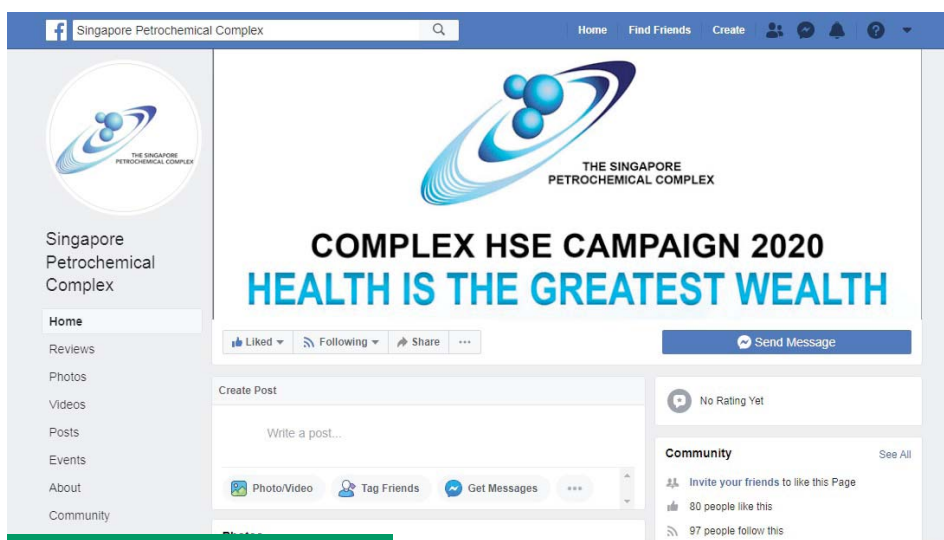 Singapore Petrochemical Complex
Home
Find Friends
Create
THE SINGAPORE
PETROCHEMICAL COMPLEX
Singapore
Petrochemical
Complex
Home
Reviews
Photos
Videos
Posts
Events
About
Community
THE SINGAPORE
PETROCHEMICAL COMPLEX
COMPLEX HSE CAMPAIGN 2020
HEALTH IS THE GREATEST WEALTH
Liked
Following
Share
Send Message
Create Post
Write a post...
Photo/Video
Tag Friends
Get Messages
Photos
No Rating Yet
Community
See All
Invite your friends to like this Page
80 people like this
97 people follow this